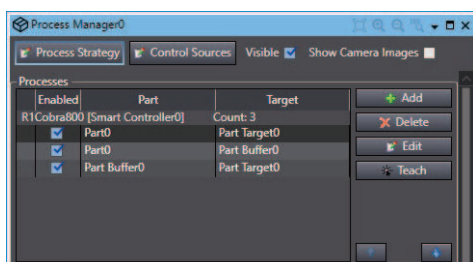 Process Manager0
Process Strategy Control Sources Visible Show Camera Images
Processes
Enabled Part Target Add
R1Cobra800 [Smart Controller0] Count: 3 Delete
Part0 Part Target0
Part0 Part Buffer0 Edit
Part Buffer0 Part Target0 Teach